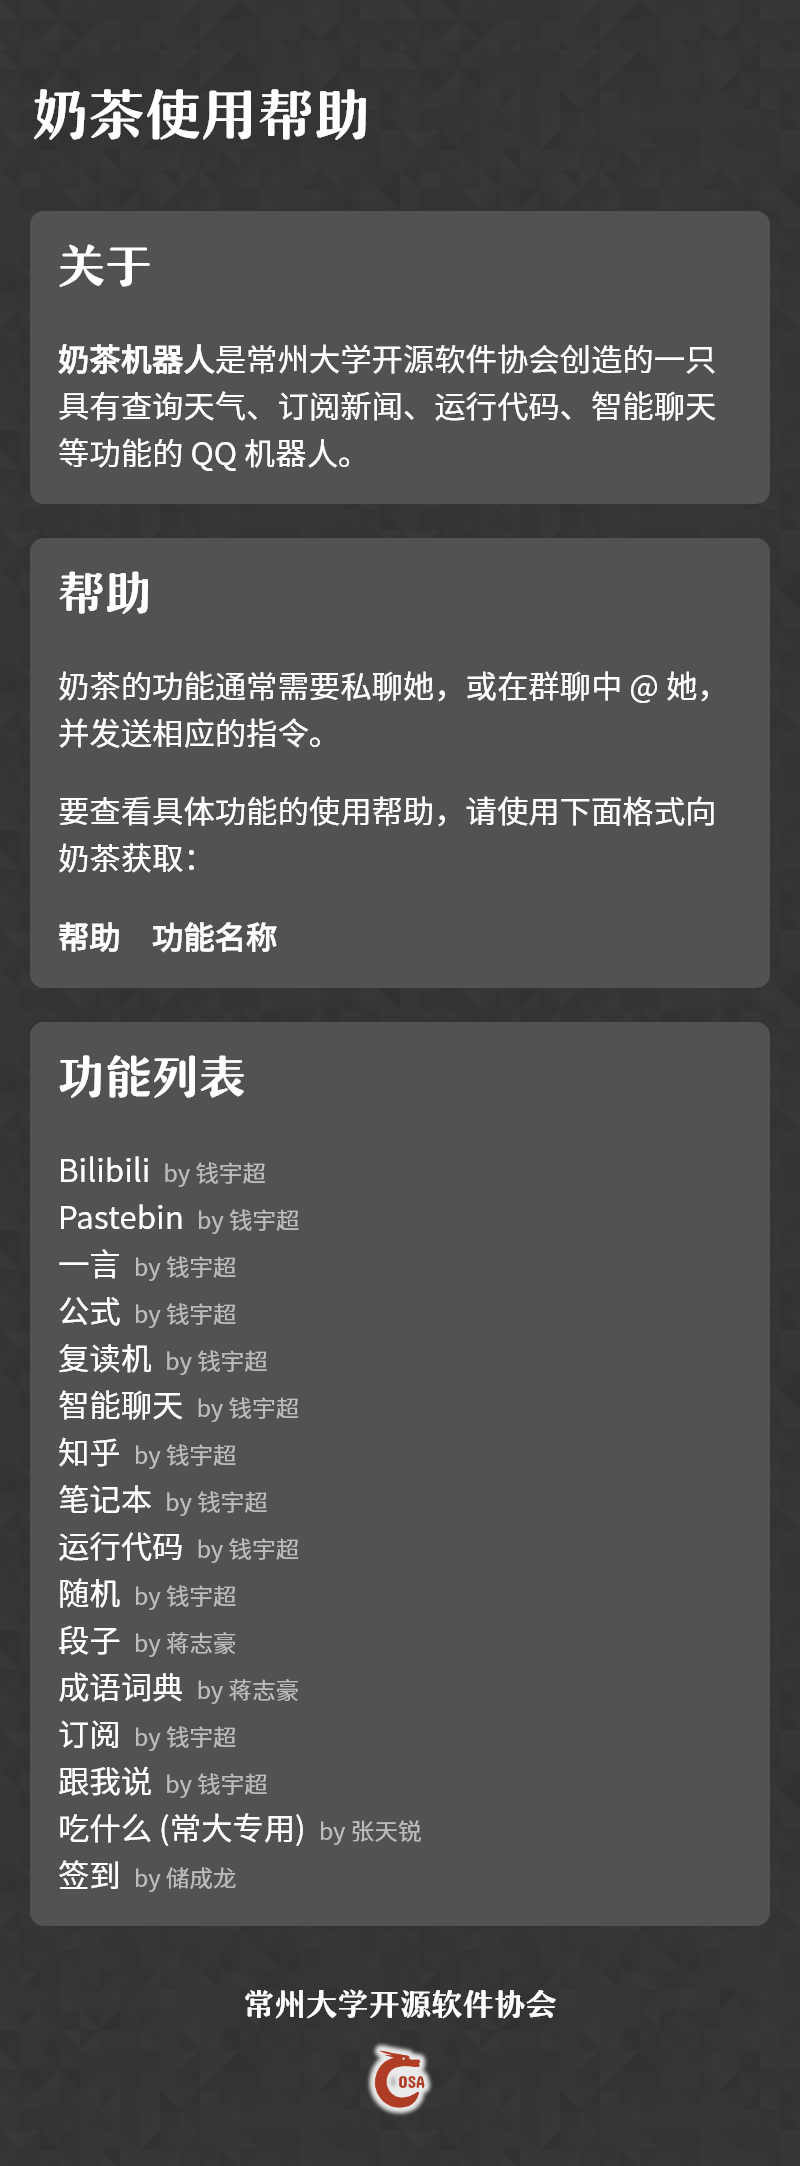 奶茶使用帮助
关于
奶茶机器人是常州大学开源软件协会创造的一只
具有查询天气、订阅新闻、运行代码、智能聊天
等功能的 QQ 机器人。
帮助
奶茶的功能通常需要私聊她，或在群聊中 @ 她，
并发送相应的指令。
要查看具体功能的使用帮助，请使用下面格式向
奶茶获取：
帮助　功能名称
功能列表
Bilibili by 钱宇超
Pastebin by 钱宇超
一言 by 钱宇超
公式 by 钱宇超
复读机 by 钱宇超
智能聊天 by 钱宇超
知乎 by 钱宇超
笔记本 by 钱宇超
运行代码 by 钱宇超
随机 by 钱宇超
段子 by 蒋志豪
成语词典 by 蒋志豪
订阅 by 钱宇超
跟我说 by 钱宇超
吃什么 (常大专用) by 张天锐
签到 by 储成龙
常州大学开源软件协会
OSA